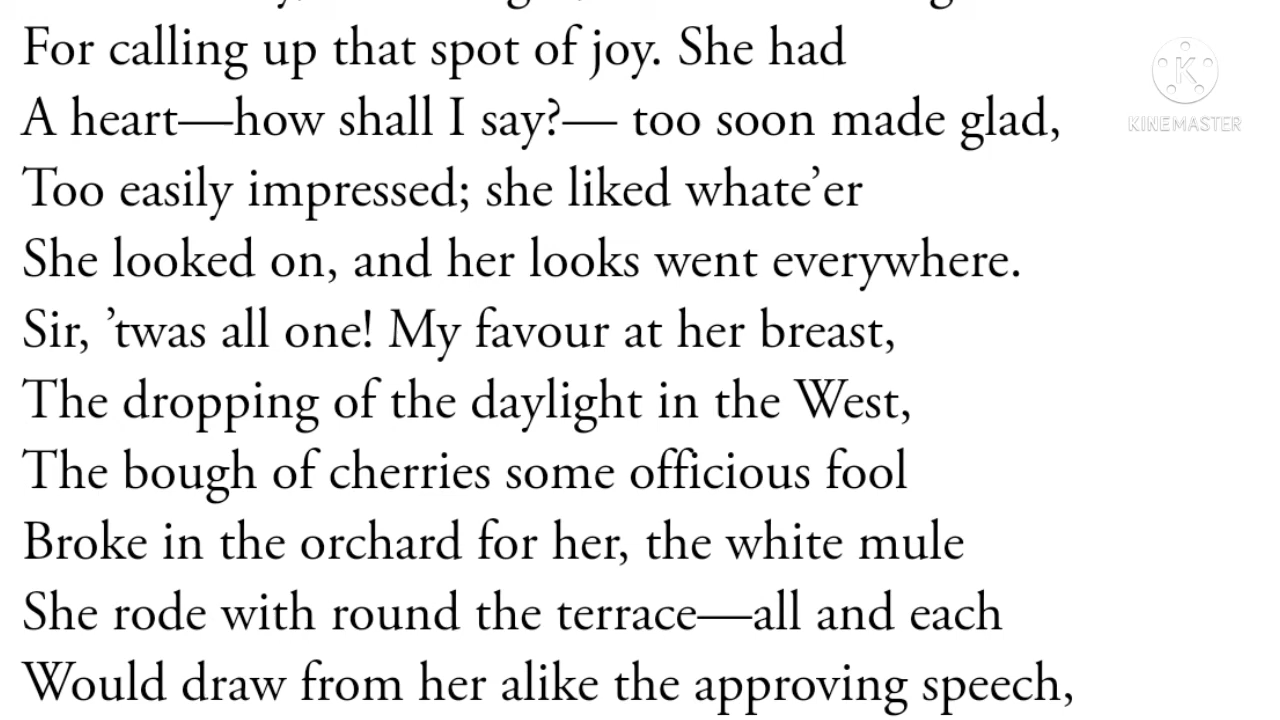 For calling up that spot of joy. She had
A heart—how shall I say?— too soon made glad,
Too easily impressed; she liked whate’er
She looked on, and her looks went everywhere.
Sir, ’twas all one! My favour at her breast,
The dropping of the daylight in the West,
The bough of cherries some officious fool
Broke in the orchard for her, the white mule
She rode with round the terrace—all and each
Would draw from her alike the approving speech,
K
KINEMASTER